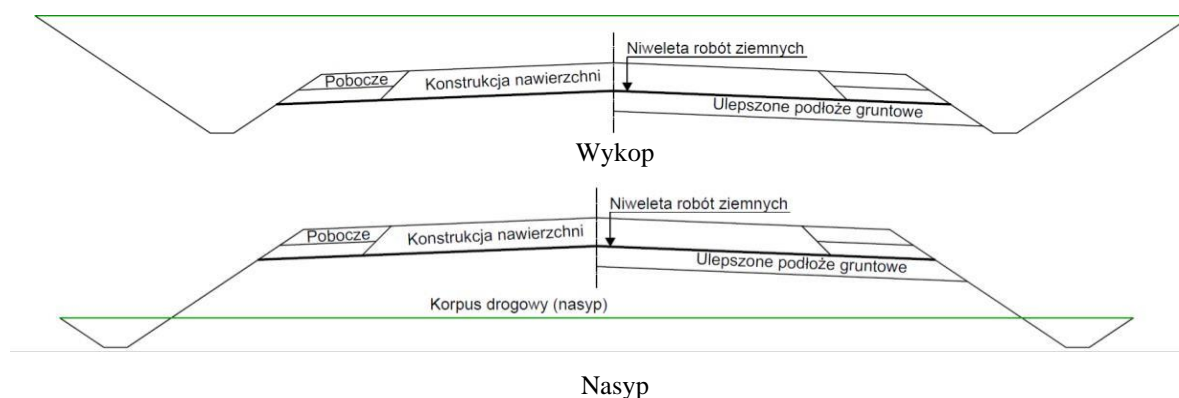 Niweleta robót ziemnych
Pobocze
Konstrukcja nawierzchni
Ulepszone podłoże gruntowe
Wykop
Niweleta robót ziemnych
Pobocze
Konstrukcja nawierzchni
Ulepszone podłoże gruntowe
Korpus drogowy (nasyp)
Nasyp